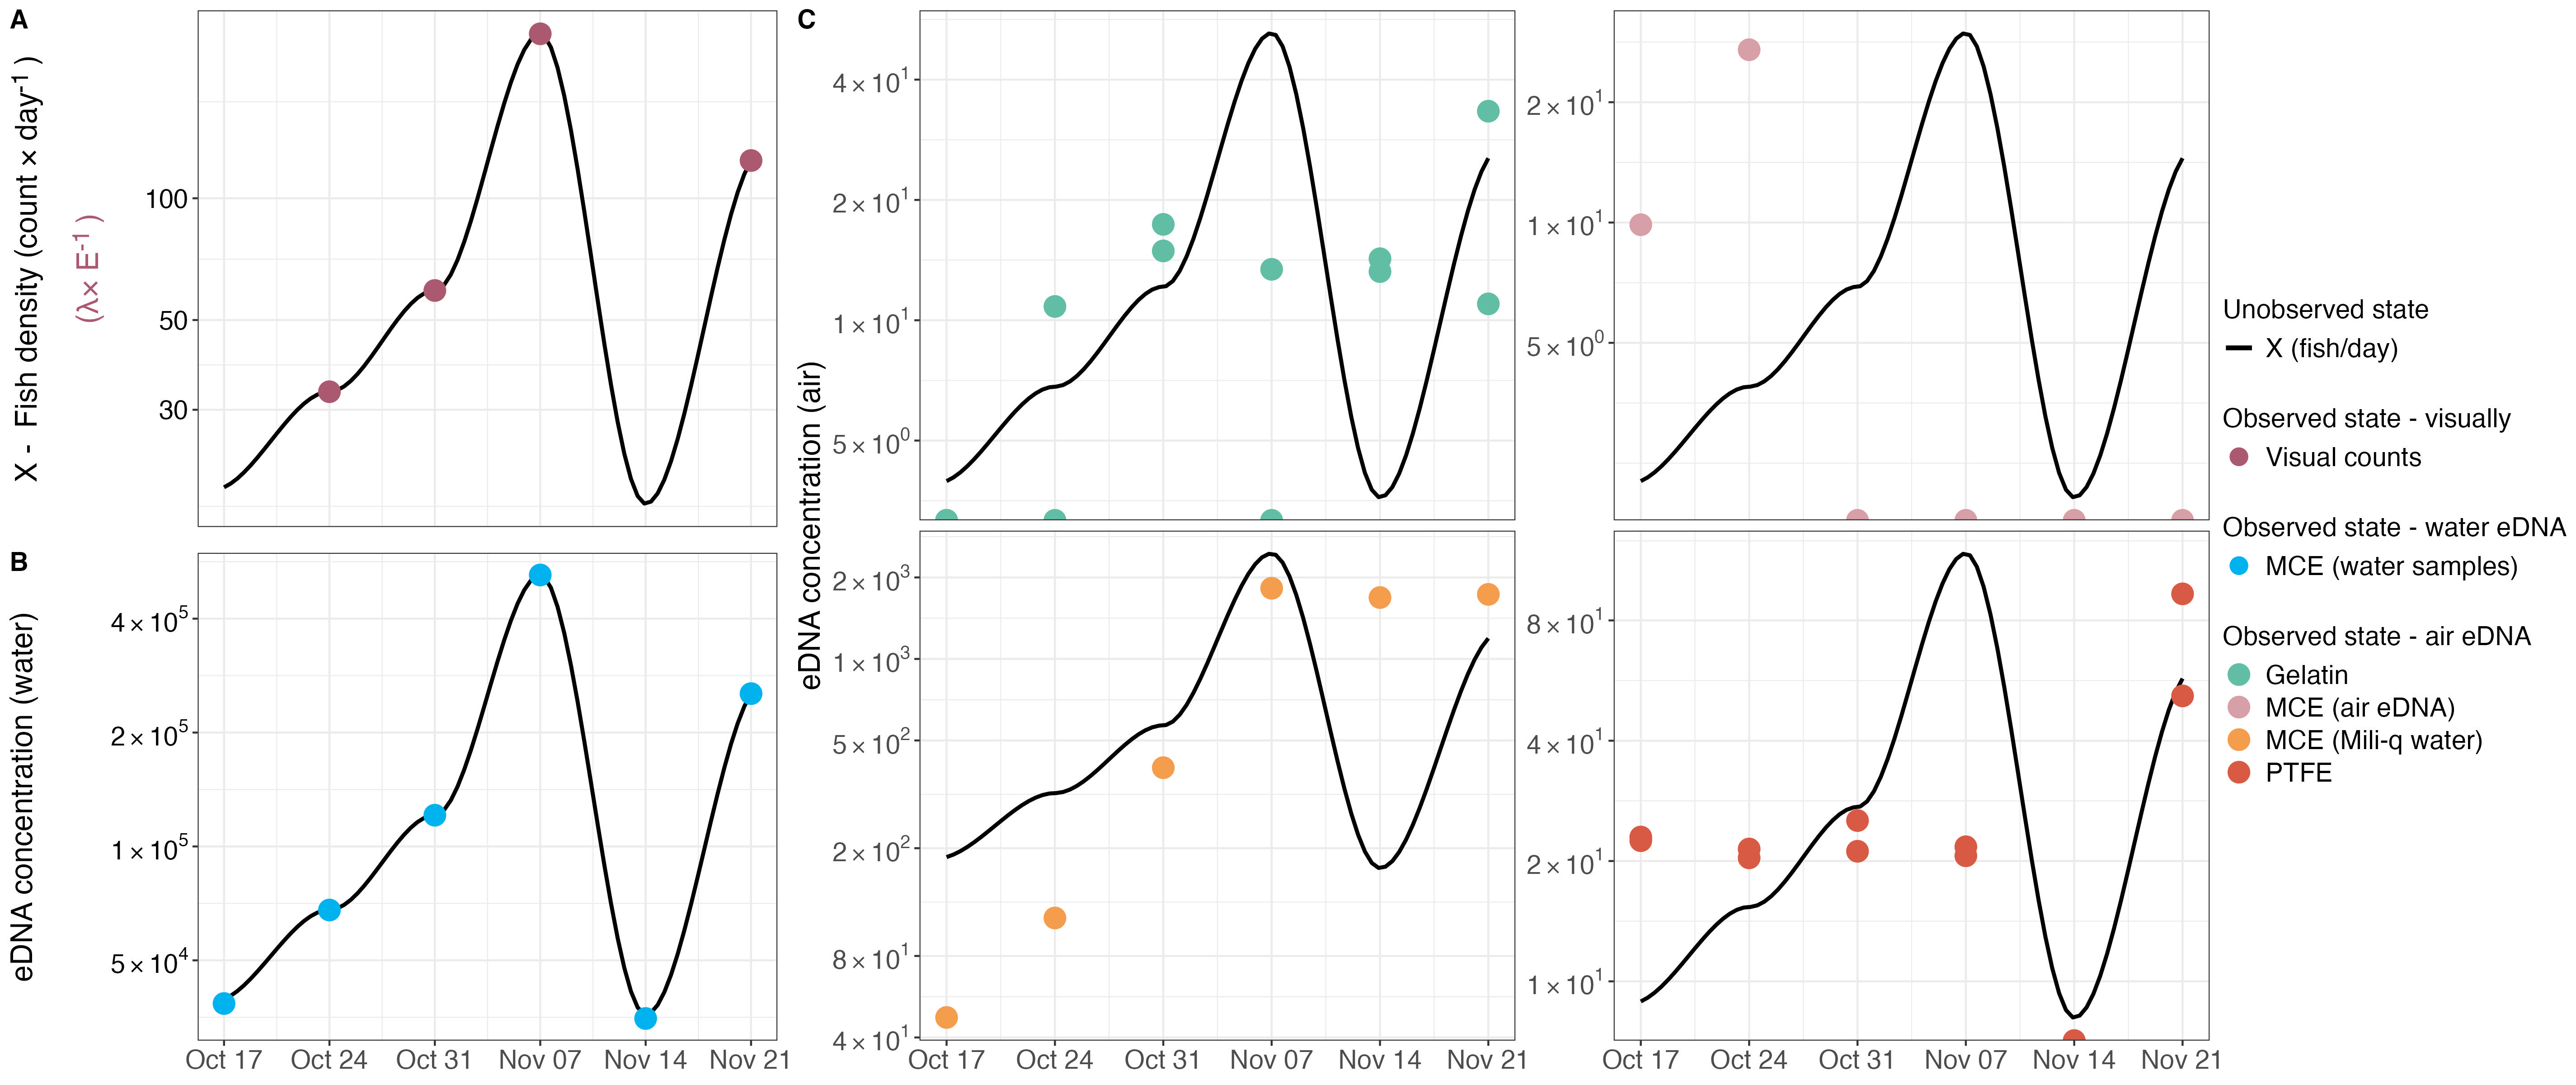 A
X - Fish density (count × day⁻¹ )
(λ× E⁻¹ )
100
50
30
B
eDNA concentration (water)
4 × 10⁵
2 × 10⁵
1 × 10⁵
5 × 10⁴
Oct 17 Oct 24 Oct 31 Nov 07 Nov 14 Nov 21
C
eDNA concentration (air)
4 × 10¹
2 × 10¹
1 × 10¹
5 × 10⁰
2 × 10¹
1 × 10¹
5 × 10⁰
2 × 10³
1 × 10³
5 × 10²
2 × 10²
8 × 10¹
4 × 10¹
Oct 17 Oct 24 Oct 31 Nov 07 Nov 14 Nov 21
8 × 10¹
4 × 10¹
2 × 10¹
1 × 10¹
Oct 17 Oct 24 Oct 31 Nov 07 Nov 14 Nov 21
Unobserved state
X (fish/day)
Observed state - visually
Visual counts
Observed state - water eDNA
MCE (water samples)
Observed state - air eDNA
Gelatin
MCE (air eDNA)
MCE (Mili-q water)
PTFE